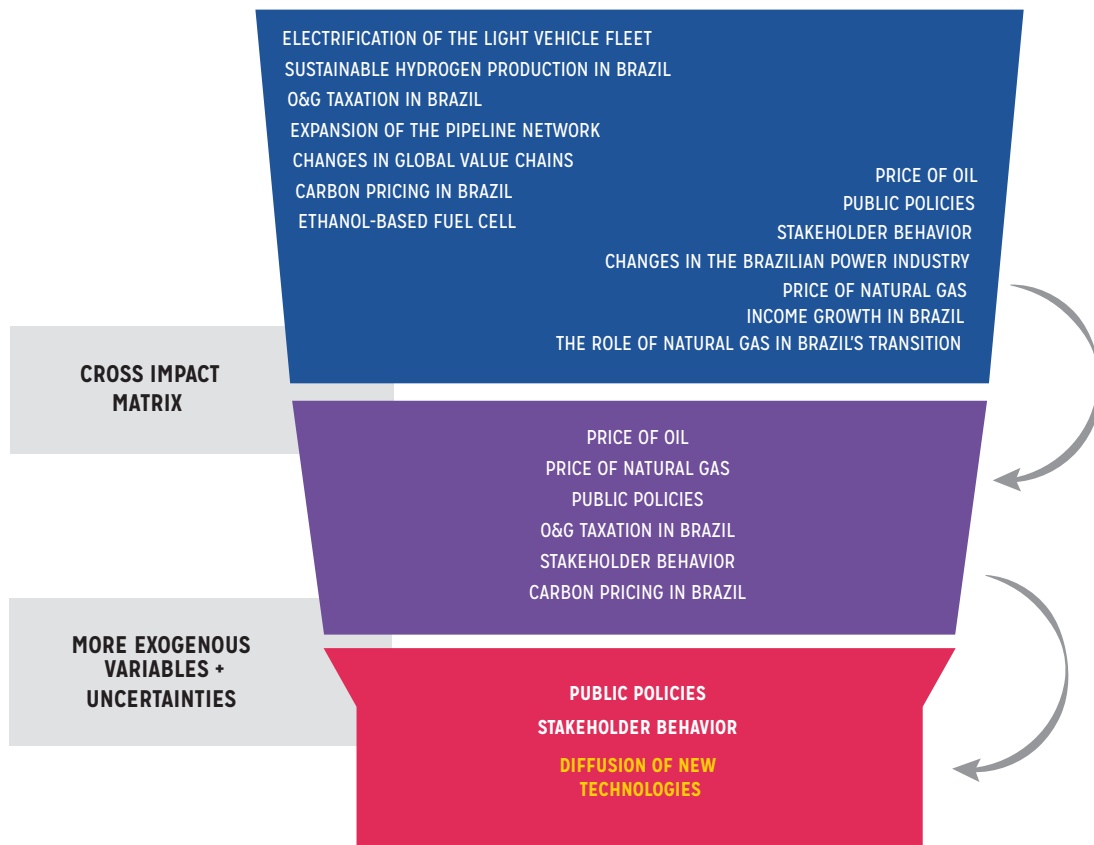 ELECTRIFICATION OF THE LIGHT VEHICLE FLEET
SUSTAINABLE HYDROGEN PRODUCTION IN BRAZIL
O&G TAXATION IN BRAZIL
EXPANSION OF THE PIPELINE NETWORK
CHANGES IN GLOBAL VALUE CHAINS
CARBON PRICING IN BRAZIL
ETHANOL-BASED FUEL CELL
PRICE OF OIL
PUBLIC POLICIES
STAKEHOLDER BEHAVIOR
CHANGES IN THE BRAZILIAN POWER INDUSTRY
PRICE OF NATURAL GAS
INCOME GROWTH IN BRAZIL
THE ROLE OF NATURAL GAS IN BRAZIL'S TRANSITION
CROSS IMPACT
MATRIX
PRICE OF OIL
PRICE OF NATURAL GAS
PUBLIC POLICIES
O&G TAXATION IN BRAZIL
STAKEHOLDER BEHAVIOR
CARBON PRICING IN BRAZIL
MORE EXOGENOUS
VARIABLES +
UNCERTAINTIES
PUBLIC POLICIES
STAKEHOLDER BEHAVIOR
DIFFUSION OF NEW
TECHNOLOGIES